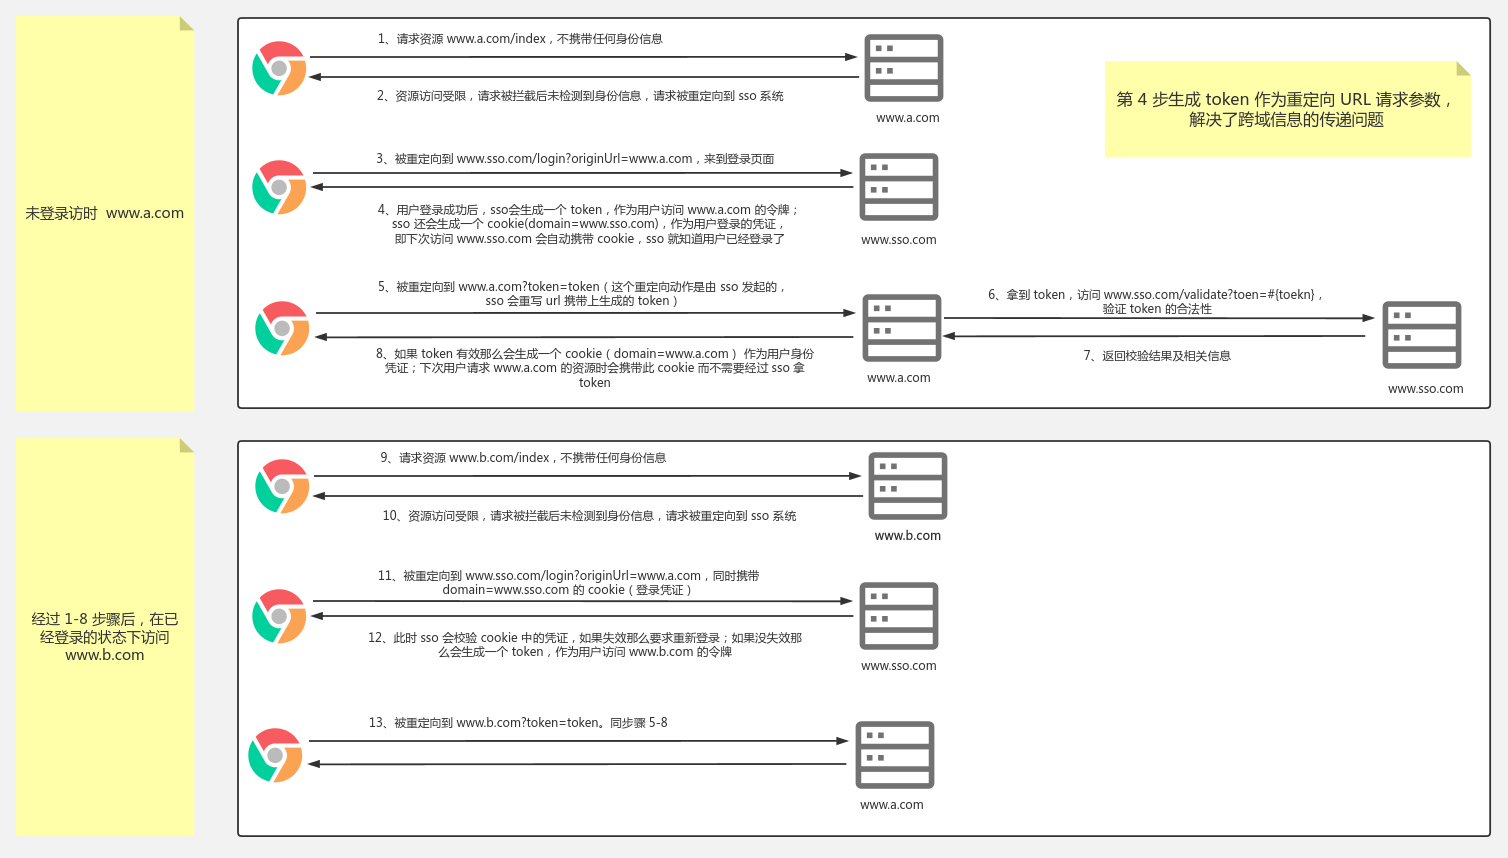 未登录访时  www.a.com
1、请求资源 www.a.com/index，不携带任何身份信息
2、资源访问受限，请求被拦截后未检测到身份信息，请求被重定向到 sso 系统
www.a.com
第 4 步生成 token 作为重定向 URL 请求参数，
解决了跨域信息的传递问题
3、被重定向到 www.sso.com/login?originUrl=www.a.com，来到登录页面
4、用户登录成功后，sso会生成一个 token，作为用户访问 www.a.com 的令牌；
sso 还会生成一个 cookie(domain=www.sso.com)，作为用户登录的凭证，
即下次访问 www.sso.com 会自动携带 cookie，sso 就知道用户已经登录了
www.sso.com
5、被重定向到 www.a.com?token=token（这个重定向动作是由 sso 发起的，
sso 会重写 url 携带上生成的 token）
8、如果 token 有效那么会生成一个 cookie（domain=www.a.com） 作为用户身份
凭证；下次用户请求 www.a.com 的资源时会携带此 cookie 而不需要经过 sso 拿
token
www.a.com
6、拿到 token，访问 www.sso.com/validate?toen=#{toekn}，
验证 token 的合法性
7、返回校验结果及相关信息
www.sso.com
经过 1-8 步骤后，在已
经登录的状态下访问
www.b.com
9、请求资源 www.b.com/index，不携带任何身份信息
10、资源访问受限，请求被拦截后未检测到身份信息，请求被重定向到 sso 系统
www.b.com
11、被重定向到 www.sso.com/login?originUrl=www.a.com，同时携带
domain=www.sso.com 的 cookie（登录凭证）
12、此时 sso 会校验 cookie 中的凭证，如果失效那么要求重新登录；如果没失效那
么会生成一个 token，作为用户访问 www.b.com 的令牌
www.sso.com
13、被重定向到 www.b.com?token=token。同步骤 5-8
www.a.com